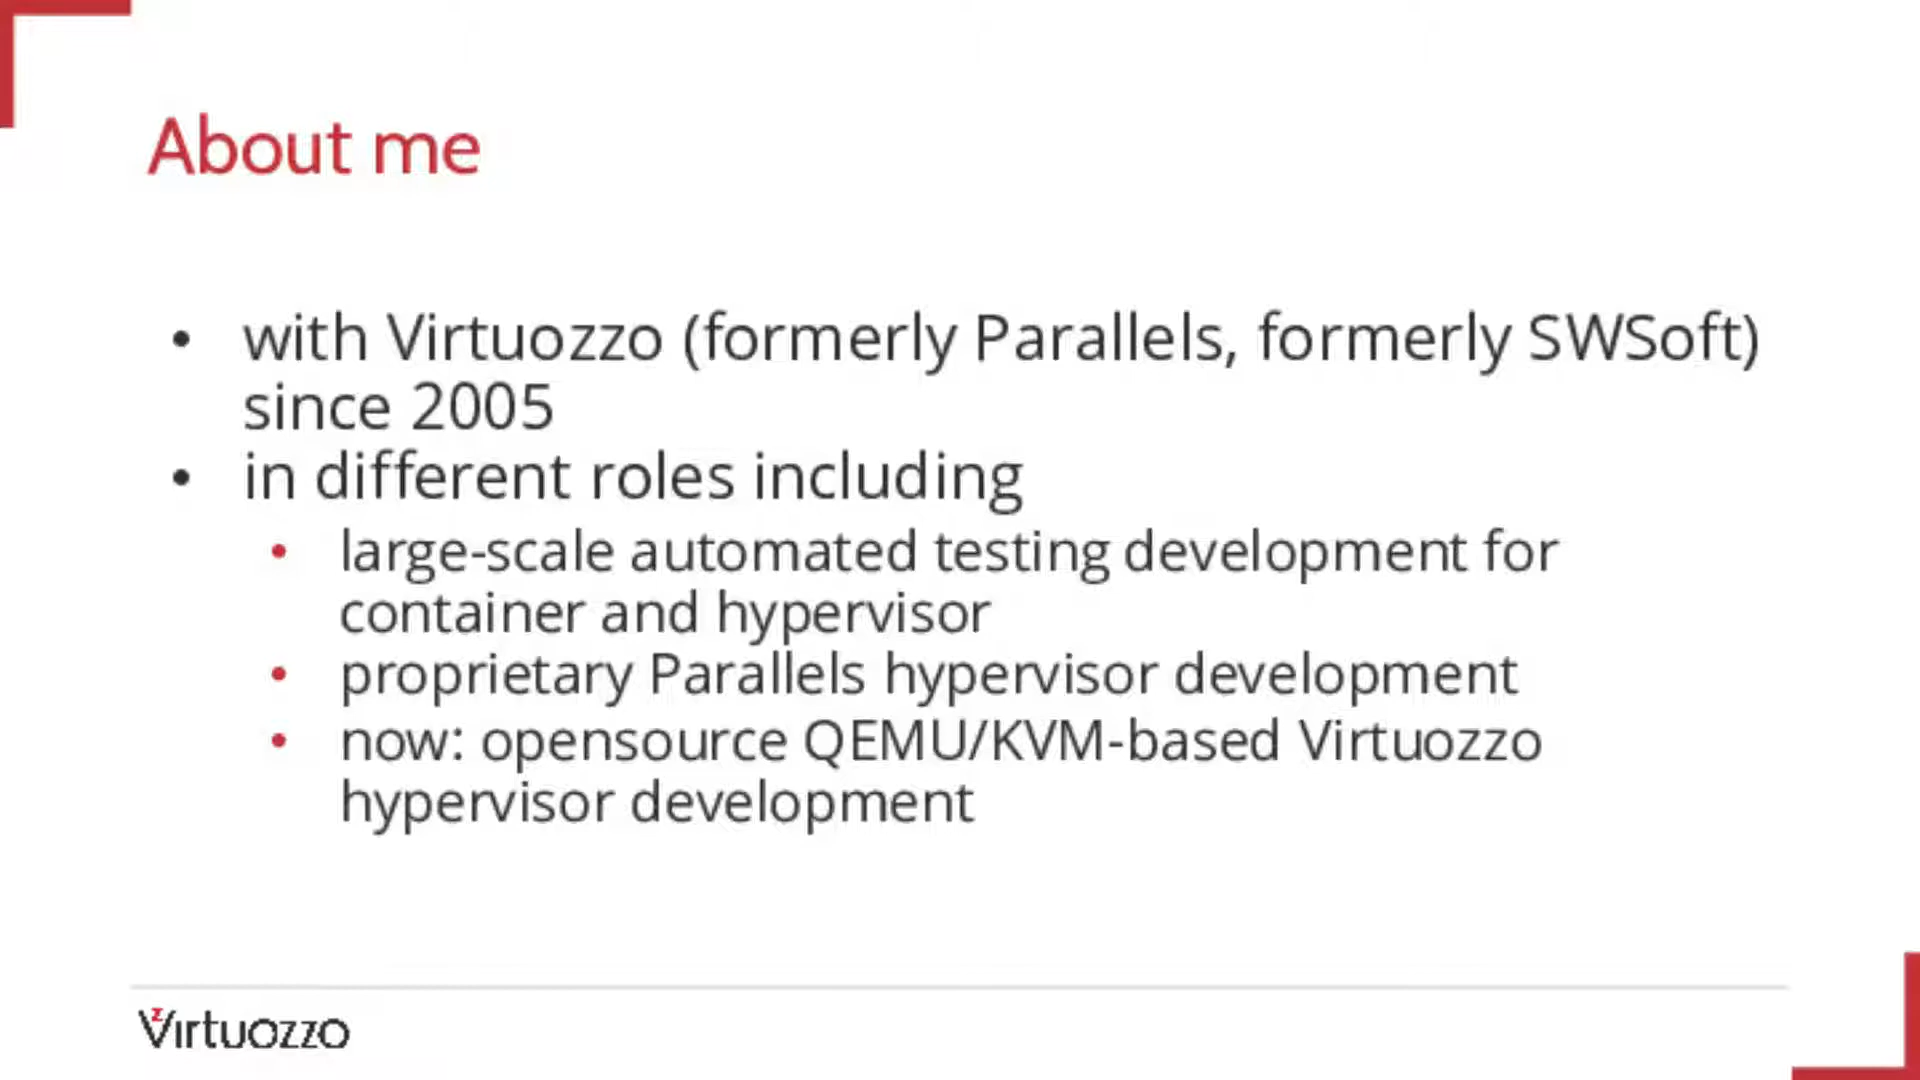 About me
• with Virtuozzo (formerly Parallels, formerly SWSoft)
since 2005
• in different roles including
• large-scale automated testing development for
container and hypervisor
• proprietary Parallels hypervisor development
• now: opensource QEMU/KVM-based Virtuozzo
hypervisor development
Virtuozzo